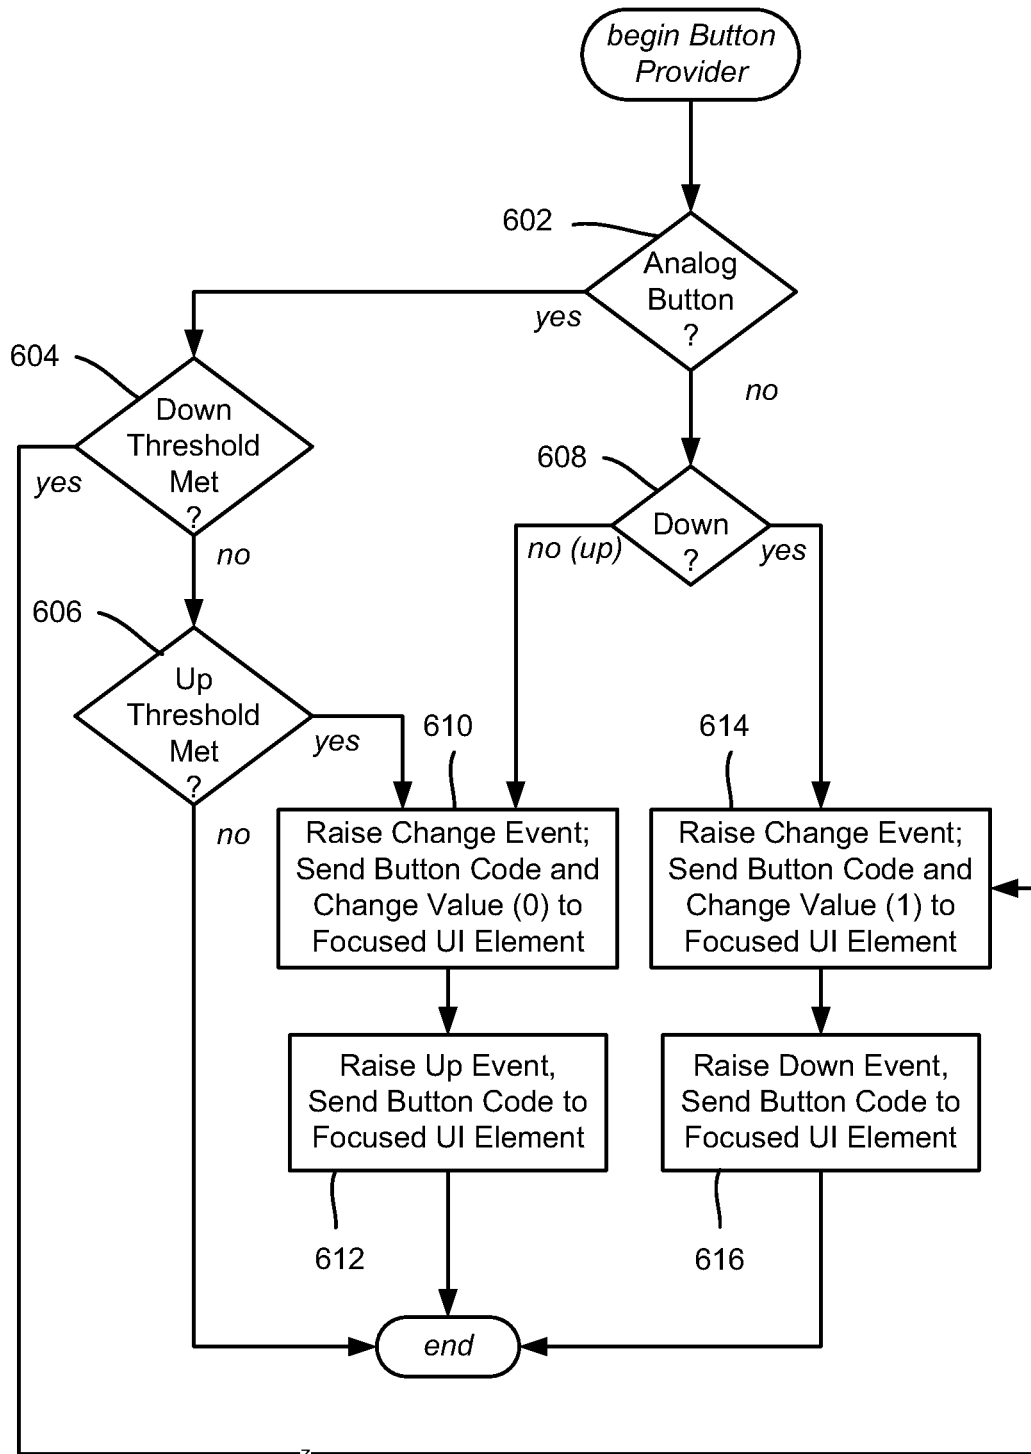 begin Button
Provider
602
Analog
Button
?
yes
no
604
Down
Threshold
Met
?
yes
no
608
Down
?
no (up)
yes
606
Up
Threshold
Met
?
yes
no
610
Raise Change Event;
Send Button Code and
Change Value (0) to
Focused UI Element
614
Raise Change Event;
Send Button Code and
Change Value (1) to
Focused UI Element
Raise Up Event,
Send Button Code to
Focused UI Element
612
Raise Down Event,
Send Button Code to
Focused UI Element
616
end